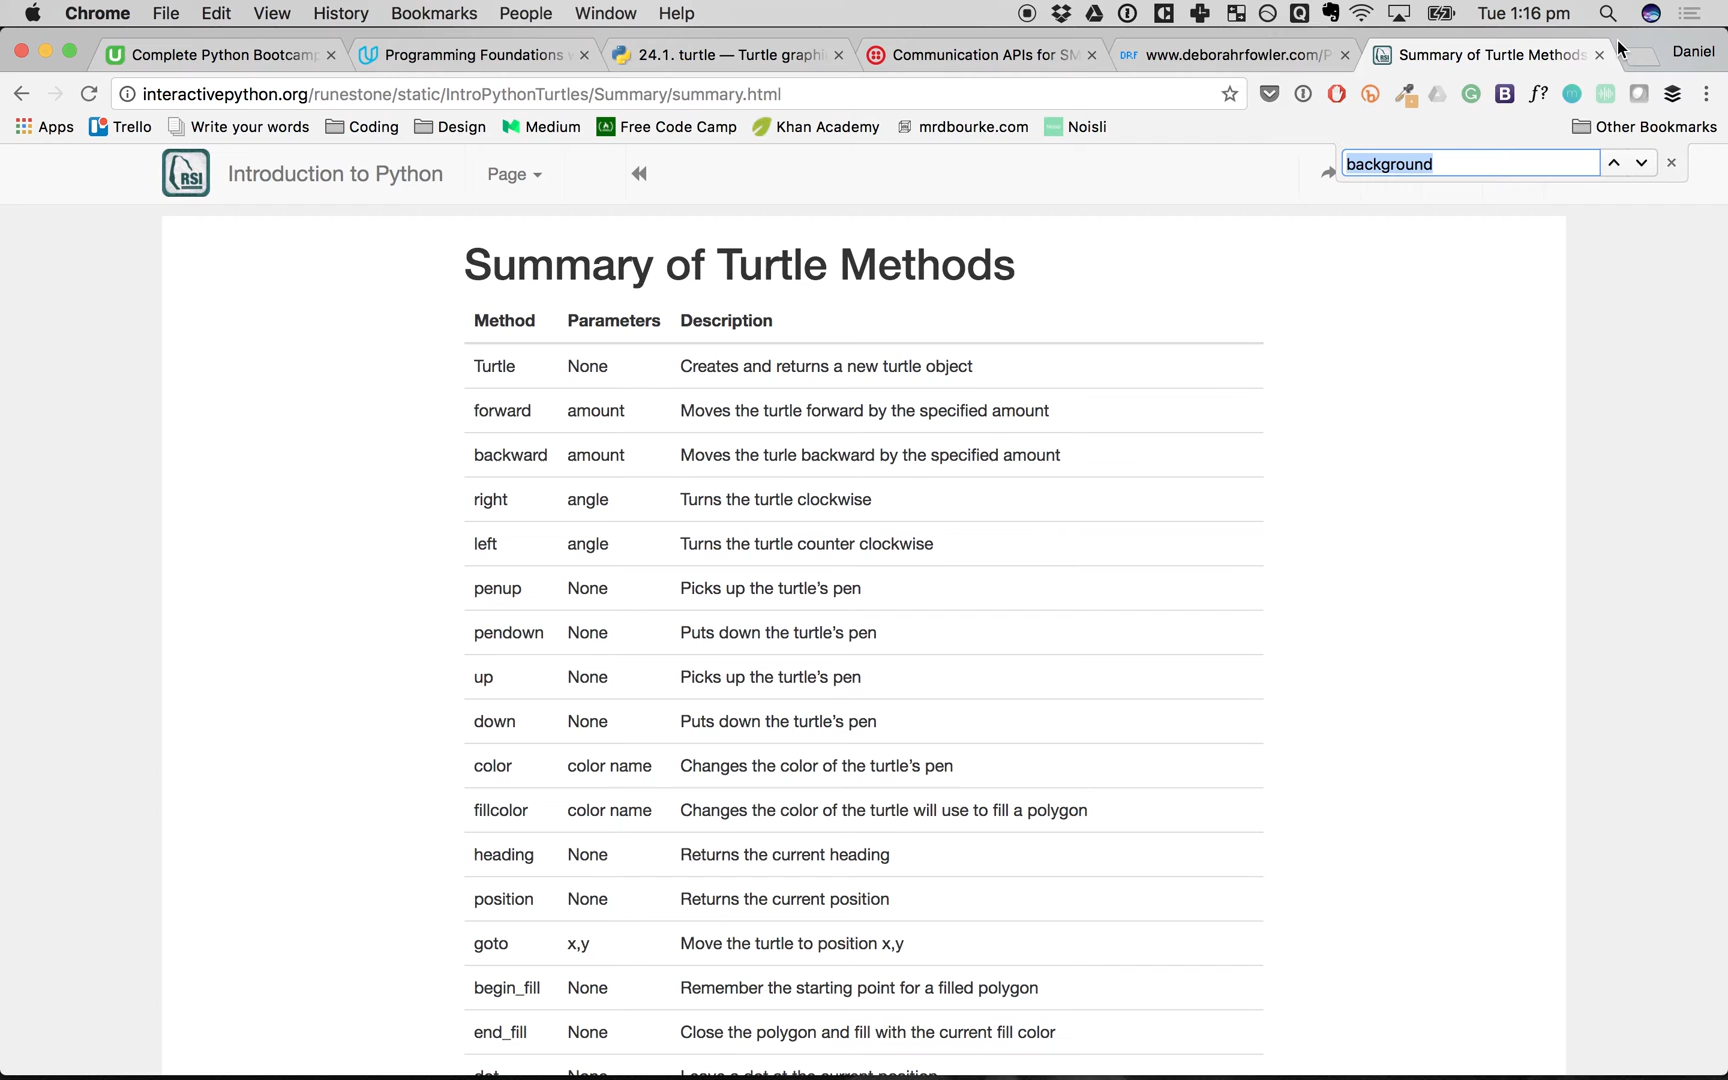 Chrome File Edit View History Bookmarks People Window Help Tue 1:16 pm
Complete Python Bootcamp Programming Foundations w 24.1. turtle — Turtle graphi Communication APIs for SM DRF www.deborahrfowler.com/P Summary of Turtle Methods Daniel
interactivepython.org/runestone/static/IntroPythonTurtles/Summary/summary.html
Apps Trello Write your words Coding Design Medium Free Code Camp Khan Academy mrdbourke.com Noisli Other Bookmarks
RSI Introduction to Python Page background
Summary of Turtle Methods
Method Parameters Description
Turtle None Creates and returns a new turtle object
forward amount Moves the turtle forward by the specified amount
backward amount Moves the turle backward by the specified amount
right angle Turns the turtle clockwise
left angle Turns the turtle counter clockwise
penup None Picks up the turtle’s pen
pendown None Puts down the turtle’s pen
up None Picks up the turtle’s pen
down None Puts down the turtle’s pen
color color name Changes the color of the turtle’s pen
fillcolor color name Changes the color of the turtle will use to fill a polygon
heading None Returns the current heading
position None Returns the current position
goto x,y Move the turtle to position x,y
begin_fill None Remember the starting point for a filled polygon
end_fill None Close the polygon and fill with the current fill color
dot None Leave a dot at the current position